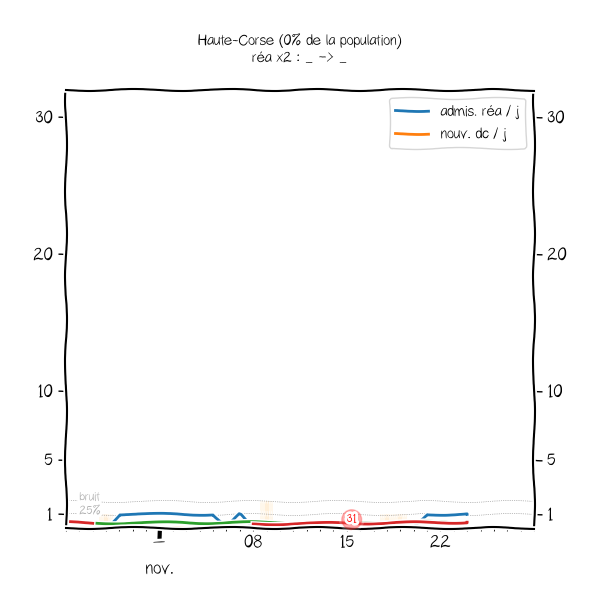 Haute-Corse (0% de la population)
réa x2 : _ -> _
admis. réa / j
nouv. dc / j
30
30
20
20
10
10
5
5
bruit
25%
1
1
31
1
08
15
22
nov.